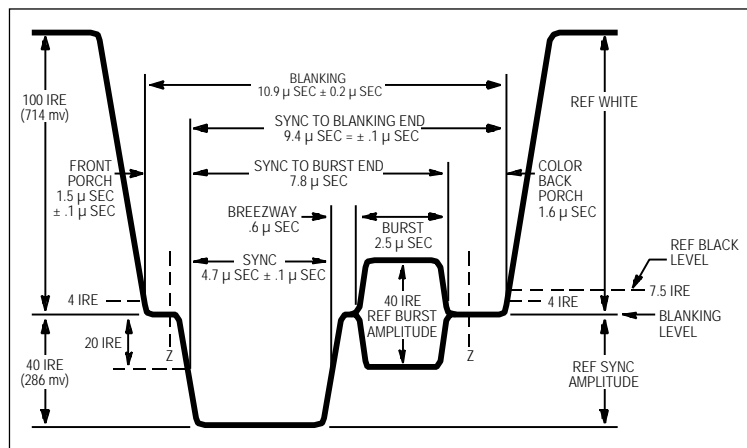 BLANKING
10.9 µ SEC ± 0.2 µ SEC
100 IRE
(714 mv)
REF WHITE
SYNC TO BLANKING END
9.4 µ SEC = ± .1µ SEC
FRONT
PORCH
1.5 µ SEC
± .1µ SEC
SYNC TO BURST END
7.8 µ SEC
COLOR
BACK
PORCH
1.6 µ SEC
BREEZWAY
.6 µ SEC
BURST
2.5 µ SEC
SYNC
4.7 µ SEC ± .1µ SEC
REF BLACK
LEVEL
7.5 IRE
4 IRE
40 IRE
REF BURST
AMPLITUDE
4 IRE
BLANKING
LEVEL
20 IRE
Z
Z
40 IRE
(286 mv)
REF SYNC
AMPLITUDE